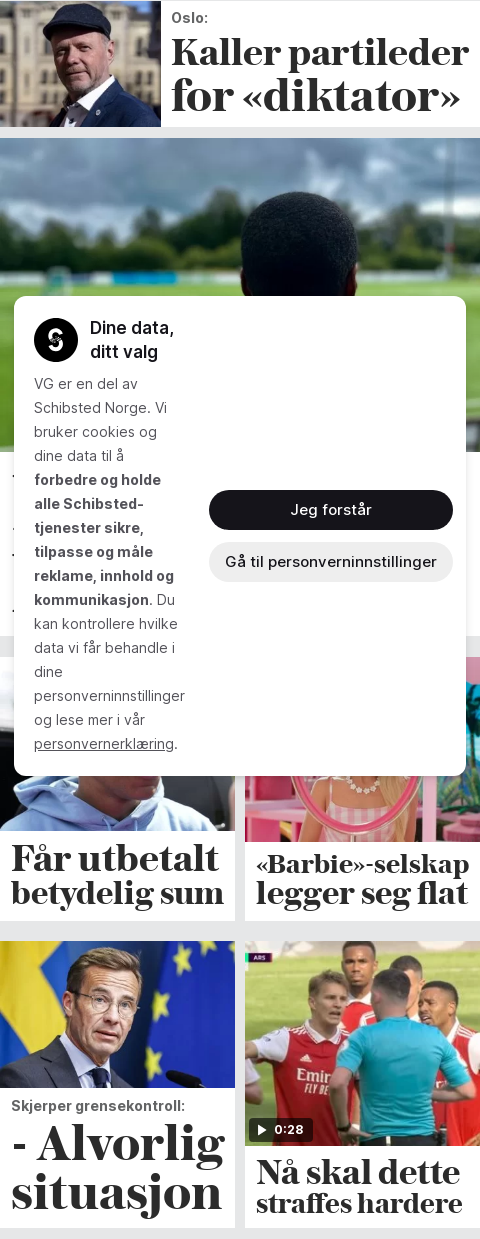 Oslo:
Kaller partileder
for «diktator»
Dine data,
ditt valg
VG er en del av
Schibsted Norge. Vi
bruker cookies og
dine data til å
forbedre og holde
alle Schibsted-
tjenester sikre,
tilpasse og måle
reklame, innhold og
kommunikasjon. Du
kan kontrollere hvilke
data vi får behandle i
dine
personverninnstillinger
og lese mer i vår
personvernerklæring.
Jeg forstår
Gå til personverninnstillinger
Får utbetalt
betydelig sum
«Barbie»-selskap
legger seg flat
Skjerper grensekontroll:
- Alvorlig
situasjon
ARS
Emirates
FLY BE
0:28
Nå skal dette
straffes hardere